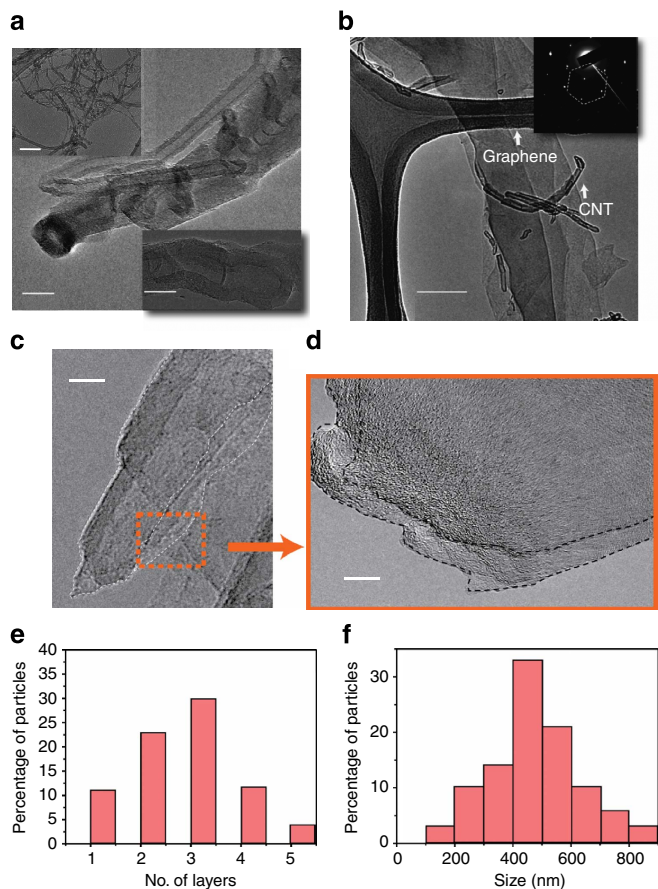 a
b
Graphene
CNT
c
d
e
f
Percentage of particles
40
35
30
25
20
15
10
5
0
1 2 3 4 5
No. of layers
Percentage of particles
30
20
10
0
0 200 400 600 800
Size (nm)